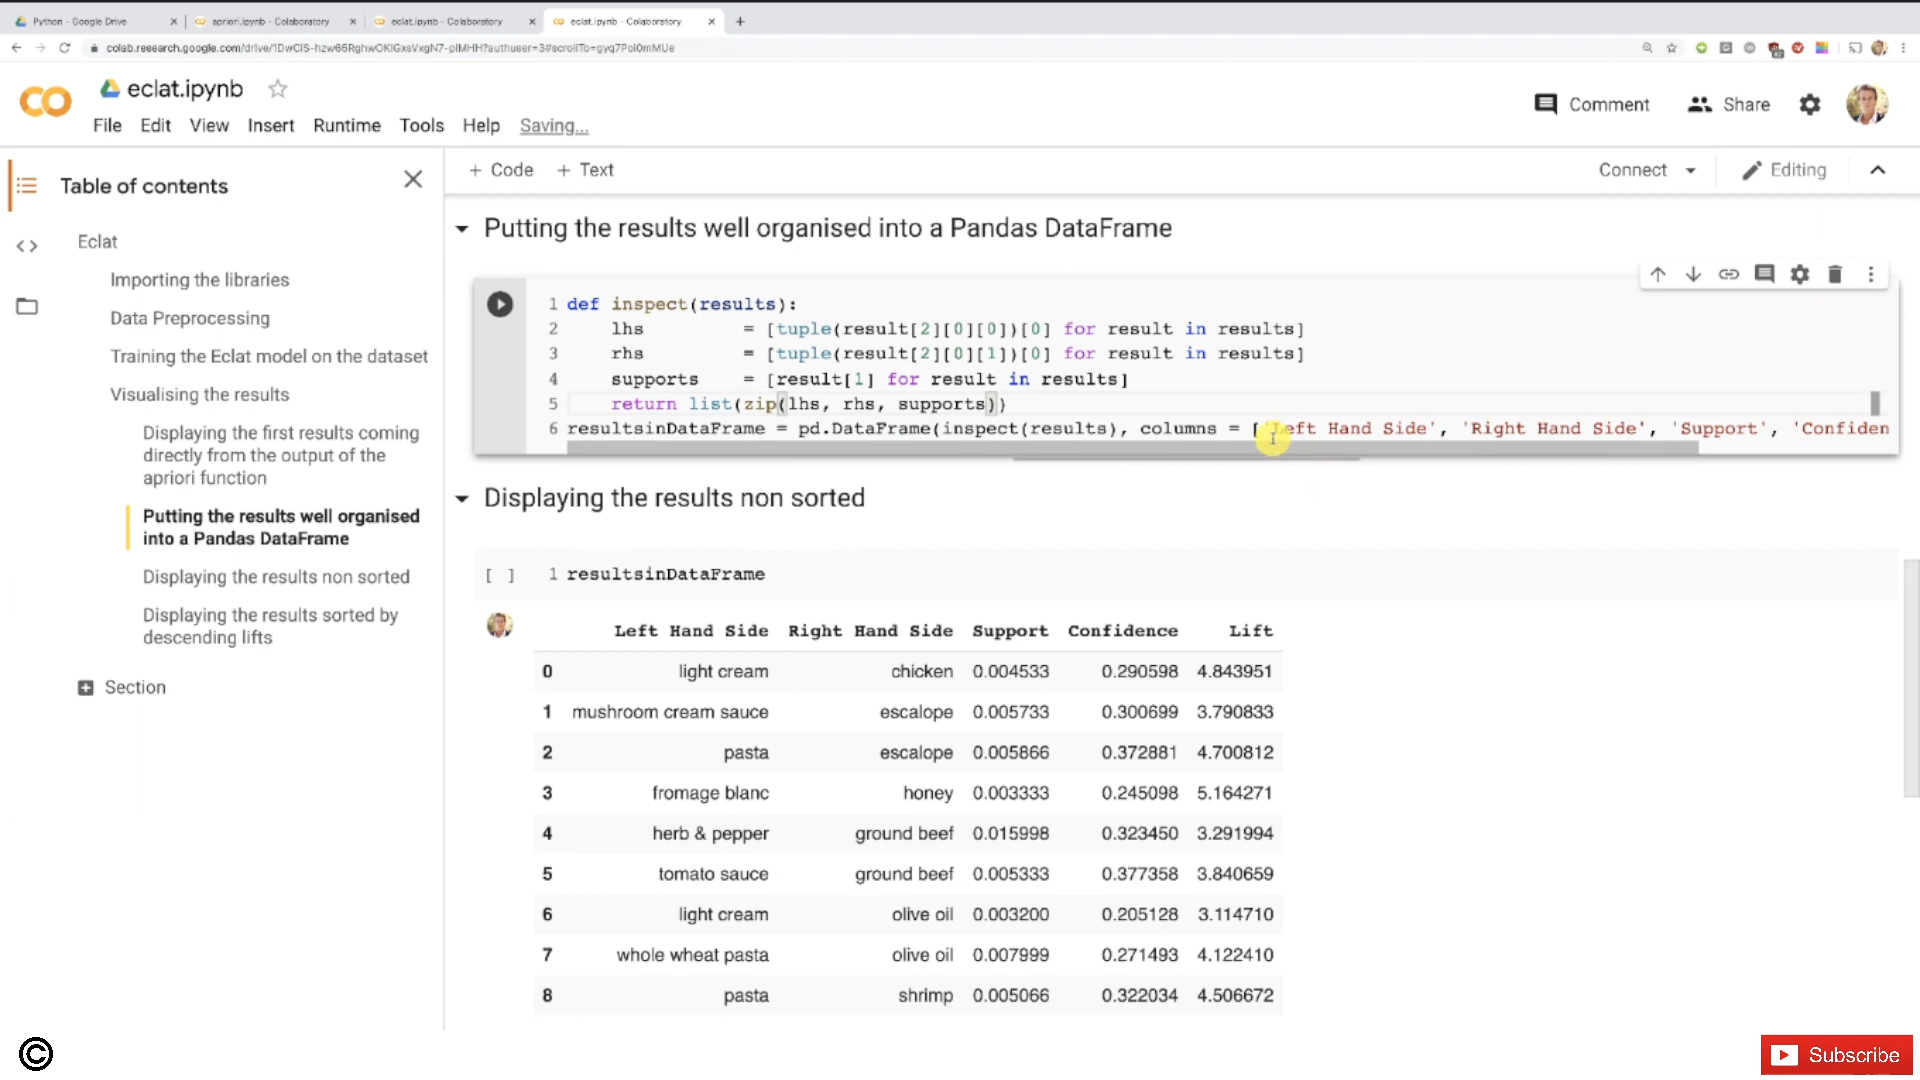 Python - Google Drive
apriori.ipynb - Colaboratory
eclat.ipynb - Colaboratory
eclat.ipynb - Colaboratory
eclat.ipynb
File Edit View Insert Runtime Tools Help Saving...
Comment Share
Table of contents
+ Code + Text
Connect Editing
Eclat
Importing the libraries
Data Preprocessing
Training the Eclat model on the dataset
Visualising the results
Displaying the first results coming
directly from the output of the
apriori function
Putting the results well organised
into a Pandas DataFrame
Displaying the results non sorted
Displaying the results sorted by
descending lifts
Section
Putting the results well organised into a Pandas DataFrame
1 def inspect(results):
2 lhs = [tuple(result[2][0][0])[0] for result in results]
3 rhs = [tuple(result[2][0][1])[0] for result in results]
4 supports = [result[1] for result in results]
5 return list(zip(lhs, rhs, supports))
6 resultsinDataFrame = pd.DataFrame(inspect(results), columns = ['Left Hand Side', 'Right Hand Side', 'Support', 'Confiden
Displaying the results non sorted
[ ] 1 resultsinDataFrame
Left Hand Side Right Hand Side Support Confidence Lift
0 light cream chicken 0.004533 0.290598 4.843951
1 mushroom cream sauce escalope 0.005733 0.300699 3.790833
2 pasta escalope 0.005866 0.372881 4.700812
3 fromage blanc honey 0.003333 0.245098 5.164271
4 herb & pepper ground beef 0.015998 0.323450 3.291994
5 tomato sauce ground beef 0.005333 0.377358 3.840659
6 light cream olive oil 0.003200 0.205128 3.114710
7 whole wheat pasta olive oil 0.007999 0.271493 4.122410
8 pasta shrimp 0.005066 0.322034 4.506672
©
Subscribe